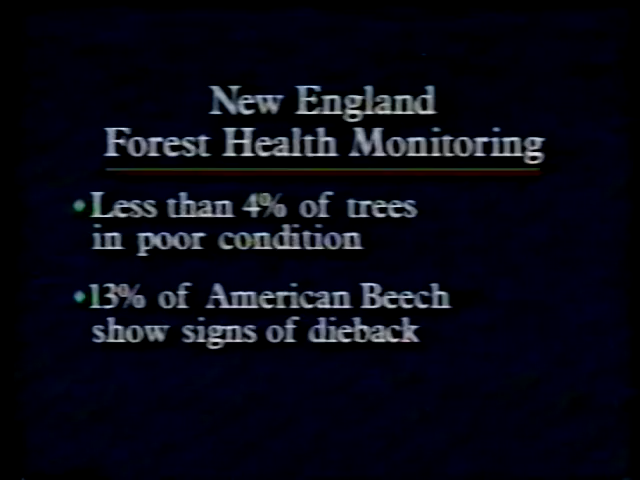 New England
Forest Health Monitoring
• Less than 4% of trees
in poor condition
• 13% of American Beech
show signs of dieback